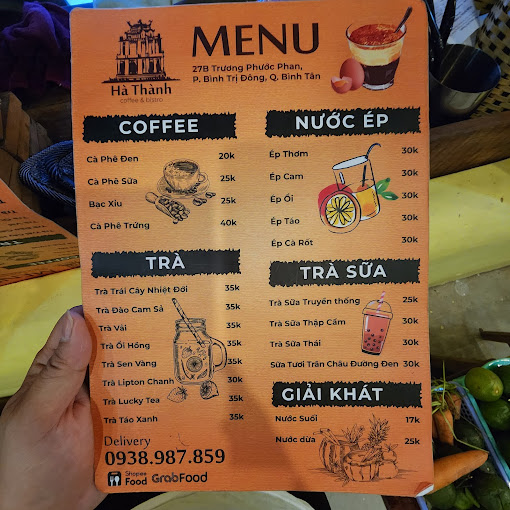 Hà Thành
coffee & bistro
MENU
27B Trương Phước Phan,
P. Bình Trị Đông, Q. Bình Tân
COFFEE
Cà Phê Đen 20k
Cà Phê Sữa 25k
Bạc Xỉu 25k
Cà Phê Trứng 40k
TRÀ
Trà Trái Cây Nhiệt Đới 35k
Trà Đào Cam Sả 35k
Trà Vải 35k
Trà Ổi Hồng 35k
Trà Sen Vàng 35k
Trà Lipton Chanh 30k
Trà Lucky Tea 35k
Trà Táo Xanh 35k
Delivery
0938.987.859
Shopee
Food GrabFood
NƯỚC ÉP
Ép Thơm 30k
Ép Cam 30k
Ép Ổi 30k
Ép Táo 30k
Ép Cà Rốt 30k
TRÀ SỮA
Trà Sữa Truyền thống 25k
Trà Sữa Thập Cẩm 30k
Trà Sữa Thái 30k
Sữa Tươi Trân Châu Đường Đen 30k
GIẢI KHÁT
Nước Suối 17k
Nước dừa 25k